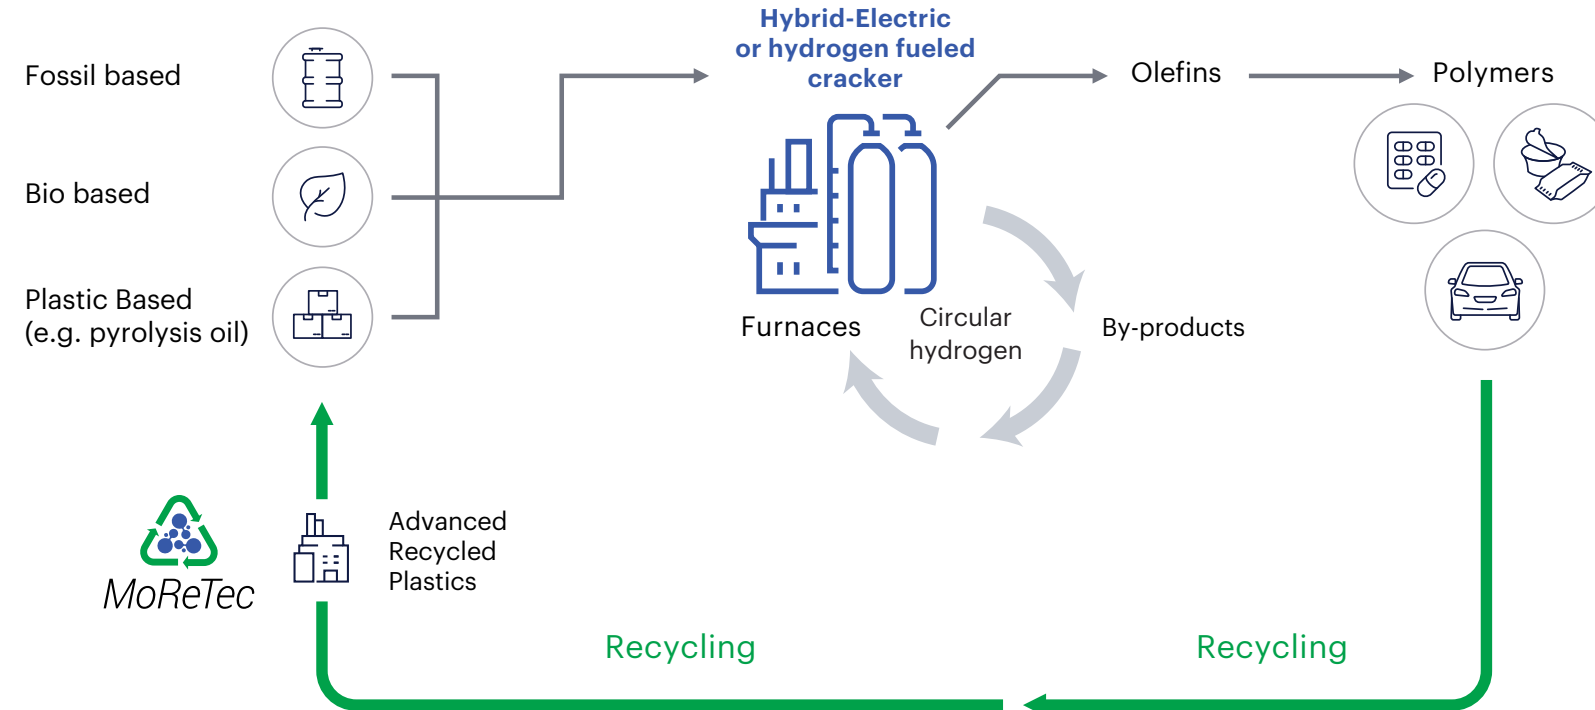 Fossil based
Bio based
Plastic Based
(e.g. pyrolysis oil)
Hybrid-Electric
or hydrogen fueled
cracker
Furnaces
Circular
hydrogen
By-products
Olefins
Polymers
MoReTec
Advanced
Recycled
Plastics
Recycling
Recycling